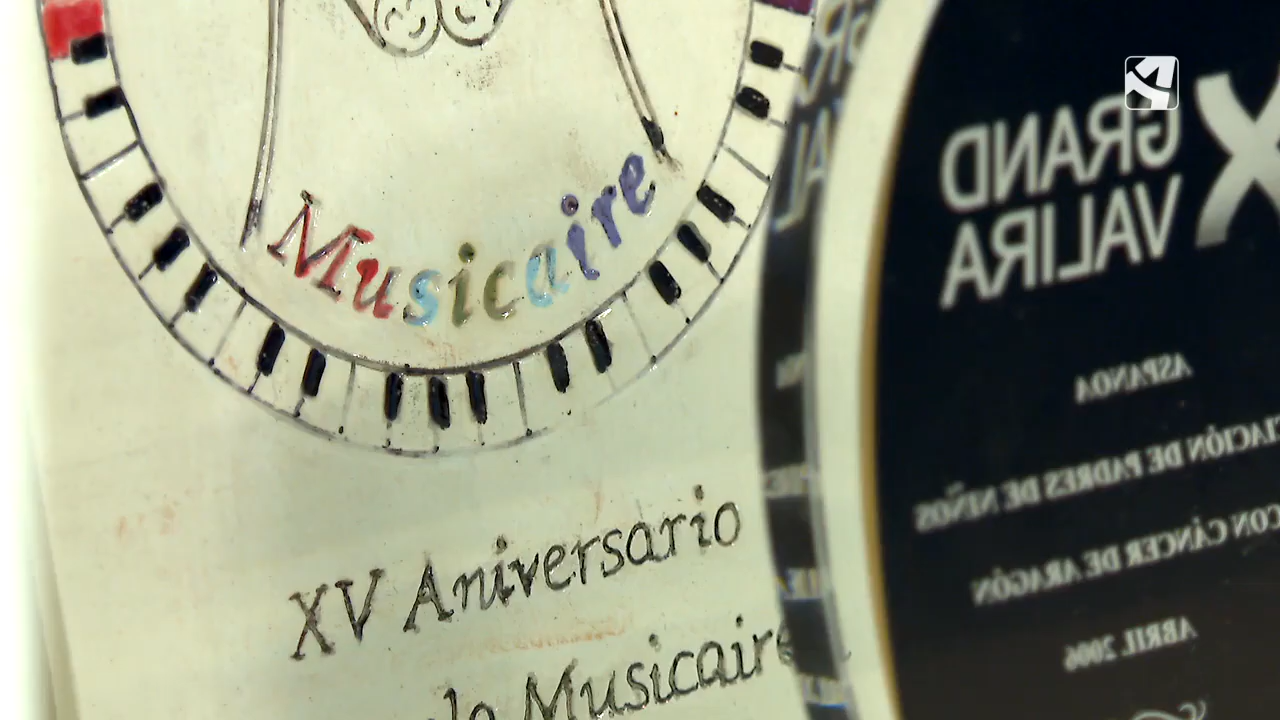 Musicaire
XV Aniversario
Musicaire
GRAND
VALIRA
ASPANOA
DE PADRES DE NIÑOS
CON CÁNCER DE ARAGÓN
ABRIL 2006